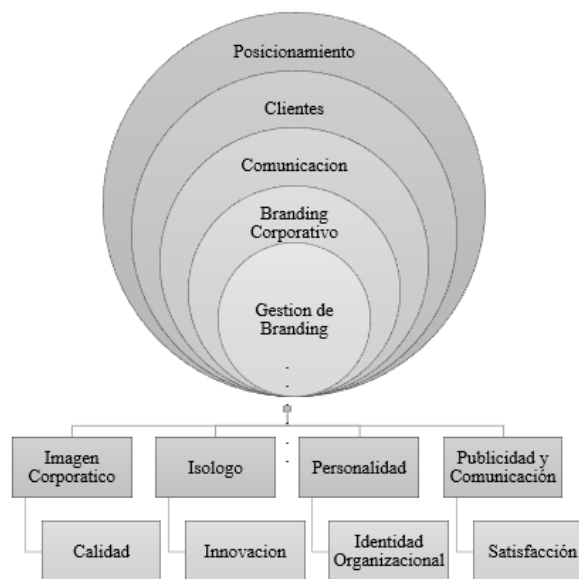 Posicionamiento
Clientes
Comunicacion
Branding
Corporativo
Gestion de
Branding
Imagen
Corporatico
Isologo
Personalidad
Publicidad y
Comunicación
Calidad
Innovacion
Identidad
Organizacional
Satisfacción